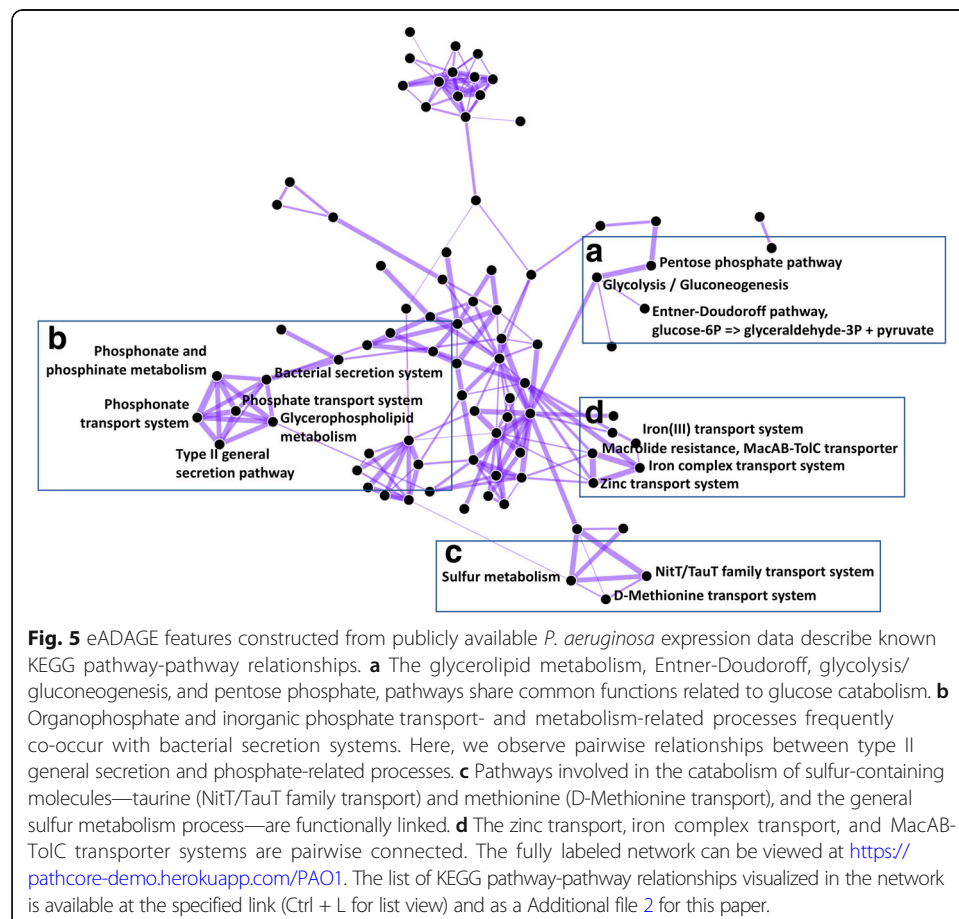 a
Pentose phosphate pathway
Glycolysis / Gluconeogenesis
Entner-Doudoroff pathway,
glucose-6P => glyceraldehyde-3P + pyruvate
b
Phosphonate and
phosphinate metabolism
Bacterial secretion system
Phosphonate
transport system
Phosphate transport system
Glycerophospholipid
metabolism
Type II general
secretion pathway
d
Iron(III) transport system
Macrolide resistance, MacAB-TolC transporter
Iron complex transport system
Zinc transport system
c
Sulfur metabolism
NitT/TauT family transport system
D-Methionine transport system
Fig. 5 eADAGE features constructed from publicly available P. aeruginosa expression data describe known
KEGG pathway-pathway relationships. a The glycerolipid metabolism, Entner-Doudoroff, glycolysis/
gluconeogenesis, and pentose phosphate, pathways share common functions related to glucose catabolism. b
Organophosphate and inorganic phosphate transport- and metabolism-related processes frequently
co-occur with bacterial secretion systems. Here, we observe pairwise relationships between type II
general secretion and phosphate-related processes. c Pathways involved in the catabolism of sulfur-containing
molecules—taurine (NitT/TauT family transport) and methionine (D-Methionine transport), and the general
sulfur metabolism process—are functionally linked. d The zinc transport, iron complex transport, and MacAB-
TolC transporter systems are pairwise connected. The fully labeled network can be viewed at https://
pathcore-demo.herokuapp.com/PAO1. The list of KEGG pathway-pathway relationships visualized in the network
is available at the specified link (Ctrl + L for list view) and as a Additional file 2 for this paper.